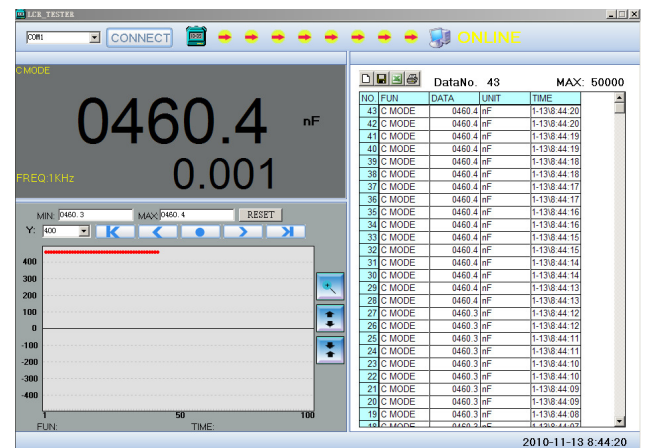 LCR_TESTER
COM1 CONNECT ONLINE
CMODE
0460.4 nF
FREQ:1KHz 0.001
MIN: 0460.3 MAX: 0460.4 RESET
Y: 400
400
300
200
100
0
-100
-200
-300
-400
1 50 100
FUN: TIME:
DataNo. 43 MAX: 50000
NO. FUN DATA UNIT TIME
43 C MODE 0460.4 nF 1-13\8:44:20
42 C MODE 0460.4 nF 1-13\8:44:20
41 C MODE 0460.4 nF 1-13\8:44:19
40 C MODE 0460.4 nF 1-13\8:44:19
39 C MODE 0460.4 nF 1-13\8:44:18
38 C MODE 0460.4 nF 1-13\8:44:18
37 C MODE 0460.4 nF 1-13\8:44:17
36 C MODE 0460.4 nF 1-13\8:44:17
35 C MODE 0460.4 nF 1-13\8:44:16
34 C MODE 0460.4 nF 1-13\8:44:16
33 C MODE 0460.4 nF 1-13\8:44:15
32 C MODE 0460.4 nF 1-13\8:44:15
31 C MODE 0460.4 nF 1-13\8:44:14
30 C MODE 0460.4 nF 1-13\8:44:14
29 C MODE 0460.4 nF 1-13\8:44:13
28 C MODE 0460.4 nF 1-13\8:44:13
27 C MODE 0460.3 nF 1-13\8:44:12
26 C MODE 0460.3 nF 1-13\8:44:12
25 C MODE 0460.3 nF 1-13\8:44:11
24 C MODE 0460.3 nF 1-13\8:44:11
23 C MODE 0460.3 nF 1-13\8:44:10
22 C MODE 0460.3 nF 1-13\8:44:10
21 C MODE 0460.3 nF 1-13\8:44:09
20 C MODE 0460.3 nF 1-13\8:44:09
19 C MODE 0460.3 nF 1-13\8:44:08
18 C MODE 0460.3 nF 1-13\8:44:07
2010-11-13 8:44:20